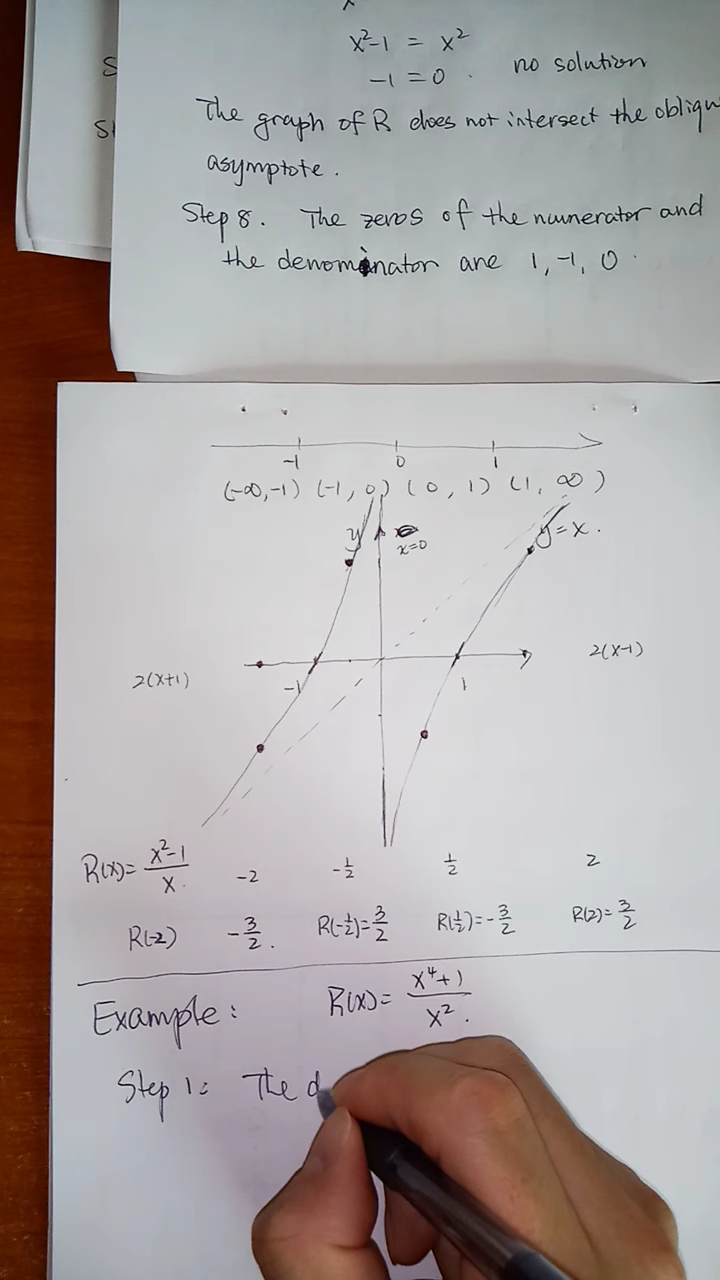 x²-1 = x²
-1 = 0. no solution
The graph of R does not intersect the
asymptote.
Step 8. The zeros of the numerator and
the denominator are 1, -1, 0.
-1 0 1
(-∞,-1) (-1, 0) (0, 1) (1, ∞)
y x=0 y=x.
2(x+1) 2(x-1)
-1 1
R(x)= x²-1/x. -2 -1/2 1/2 2
R(-2) -3/2. R(-1/2)=3/2 R(1/2)=-3/2 R(2)=3/2
Example: R(x)= x⁴+1/x².
Step 1: The d